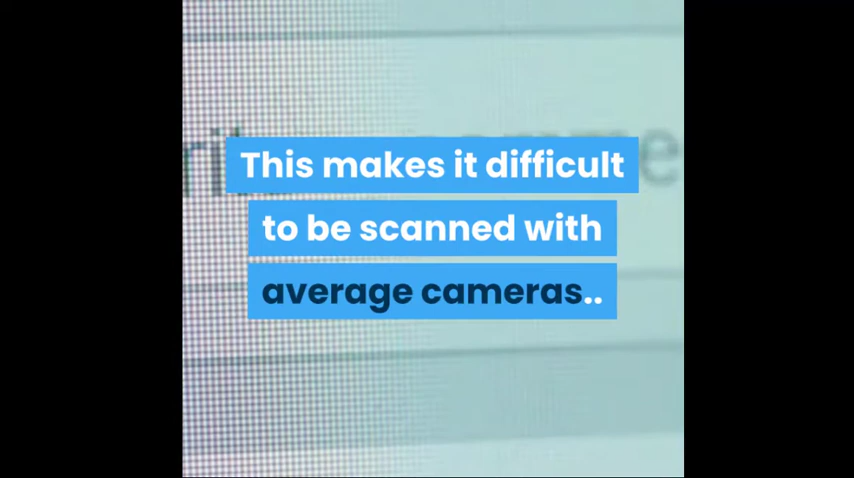 This makes it difficult
to be scanned with
average cameras..